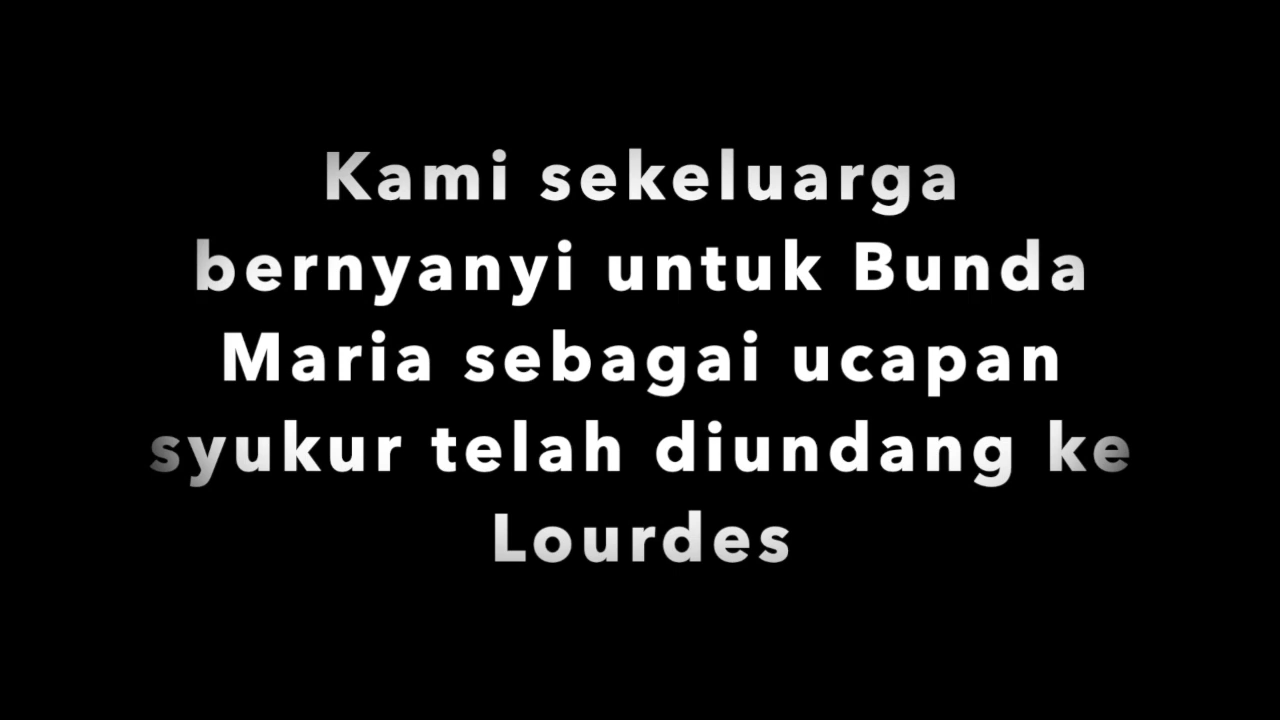 Kami sekeluarga
bernyanyi untuk Bunda
Maria sebagai ucapan
syukur telah diundang ke
Lourdes